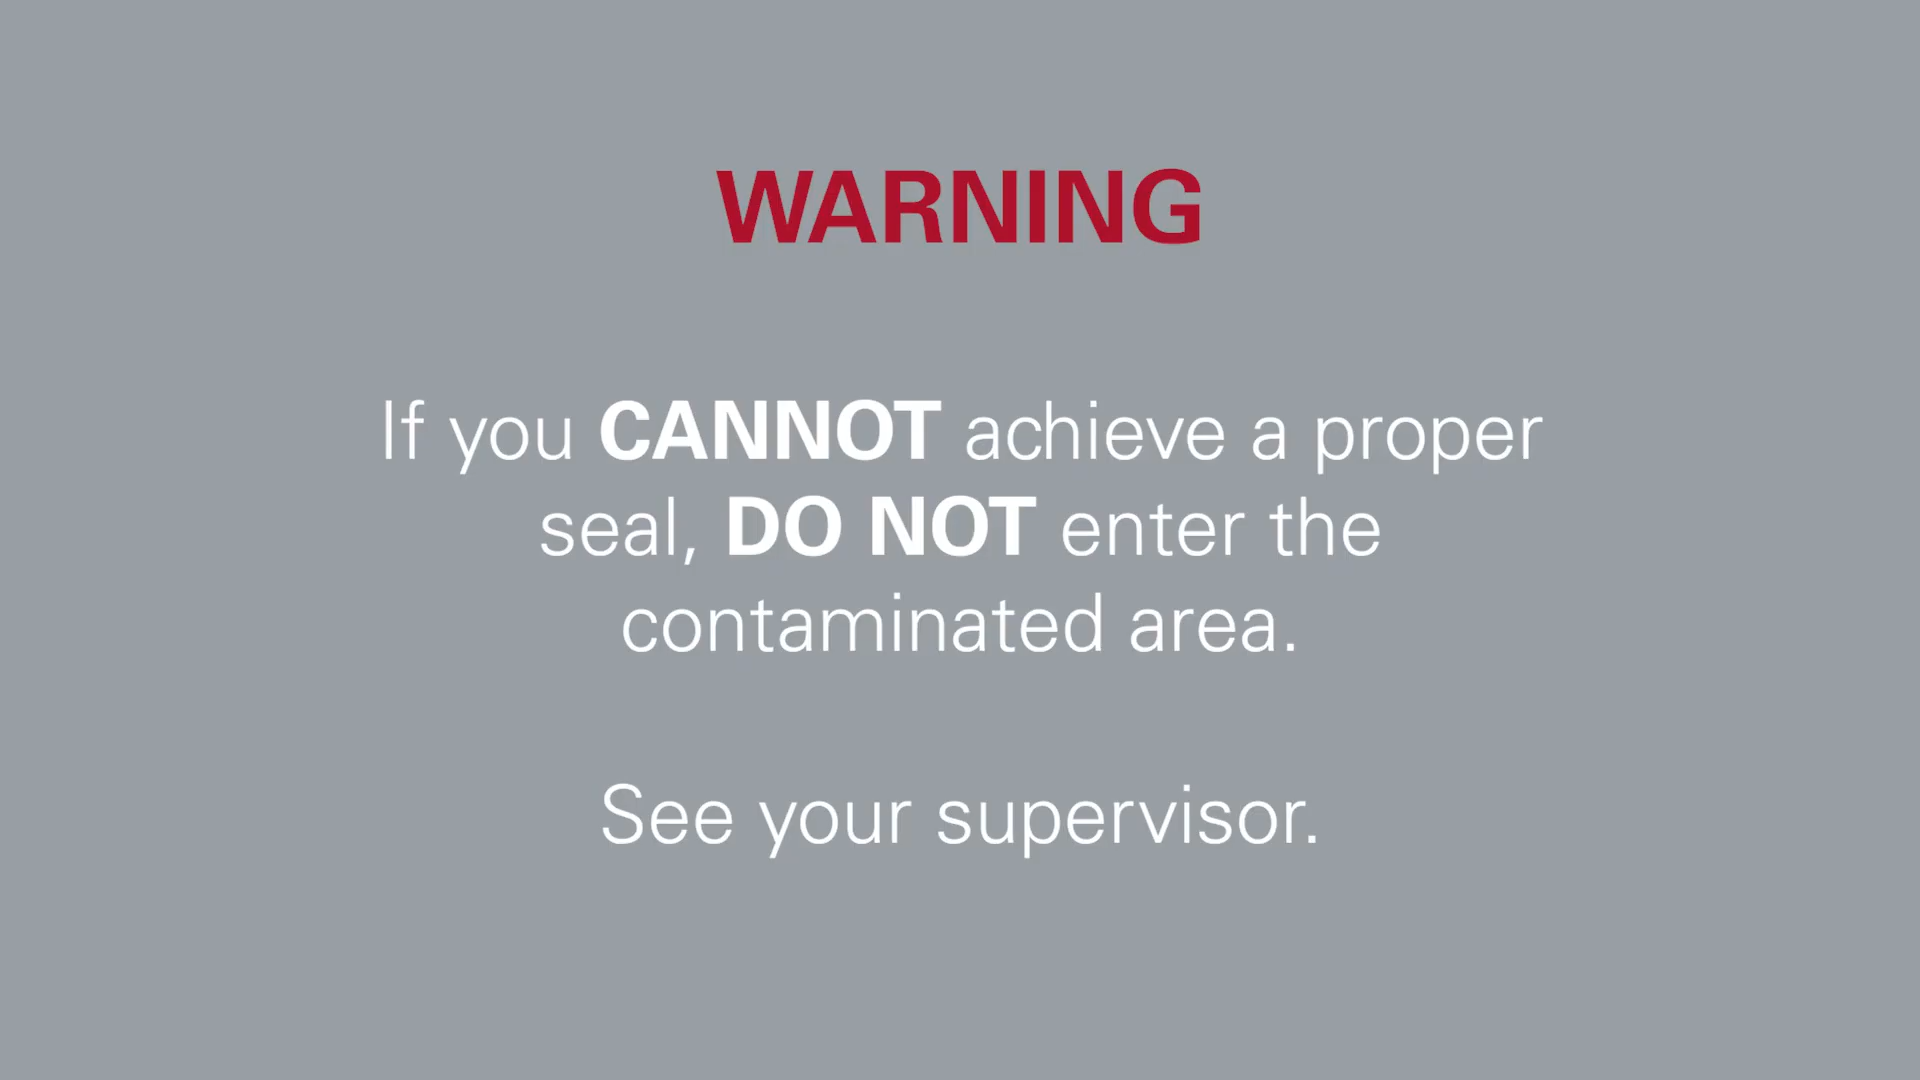 WARNING
If you CANNOT achieve a proper
seal, DO NOT enter the
contaminated area.
See your supervisor.